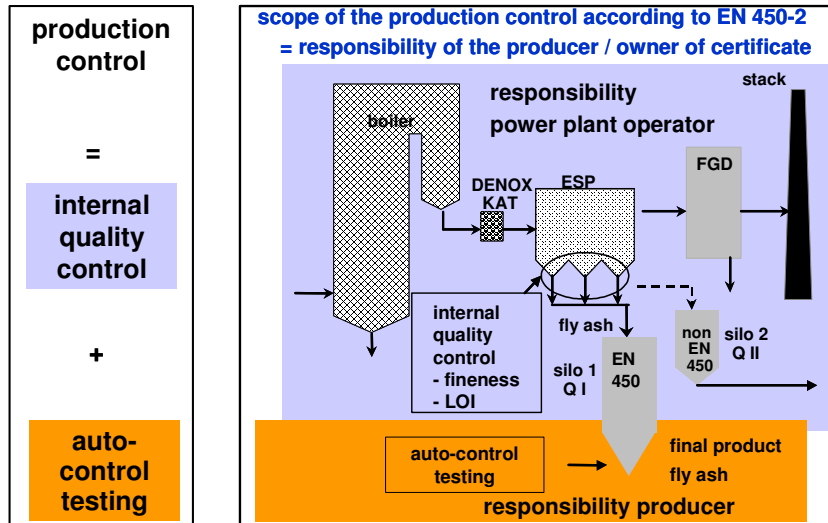 production
control
=
internal
quality
control
+
auto-
control
testing
scope of the production control according to EN 450-2
= responsibility of the producer / owner of certificate
stack
responsibility
power plant operator
boiler
DENOX
KAT
ESP
FGD
internal
quality
control
- fineness
- LOI
fly ash
silo 1
Q I
EN
450
non
EN
450
silo 2
Q II
auto-control
testing
final product
fly ash
responsibility producer